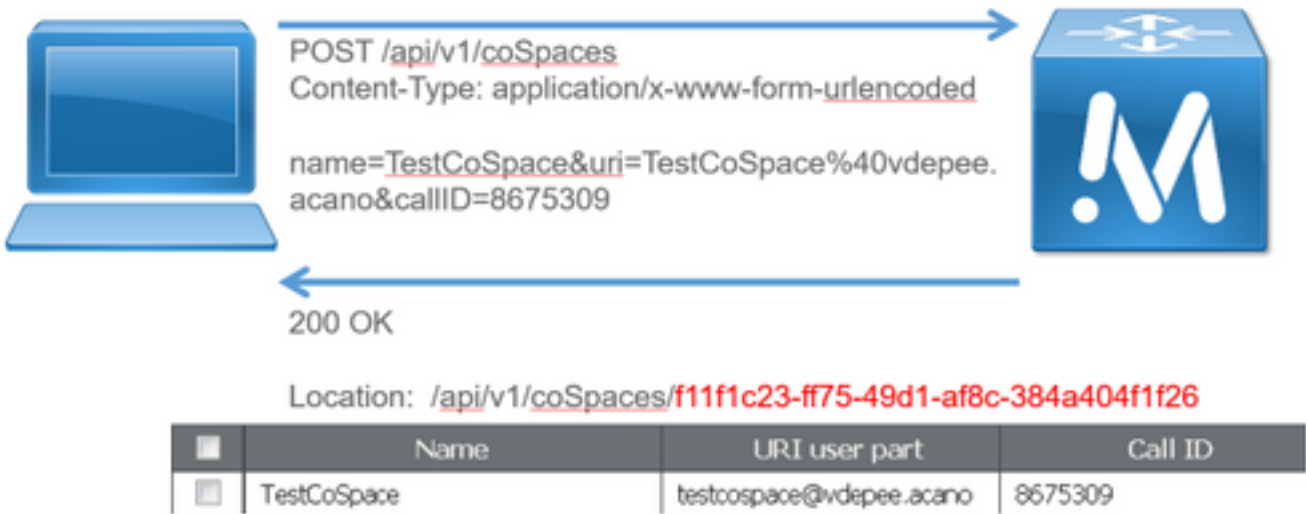 POST /api/v1/coSpaces
Content-Type: application/x-www-form-urlencoded
name=TestCoSpace&uri=TestCoSpace%40vdepee.
acano&callID=8675309
200 OK
Location: /api/v1/coSpaces/f11f1c23-ff75-49d1-af8c-384a404f1f26
Name URI user part Call ID
TestCoSpace testcospace@vdepee.acano 8675309